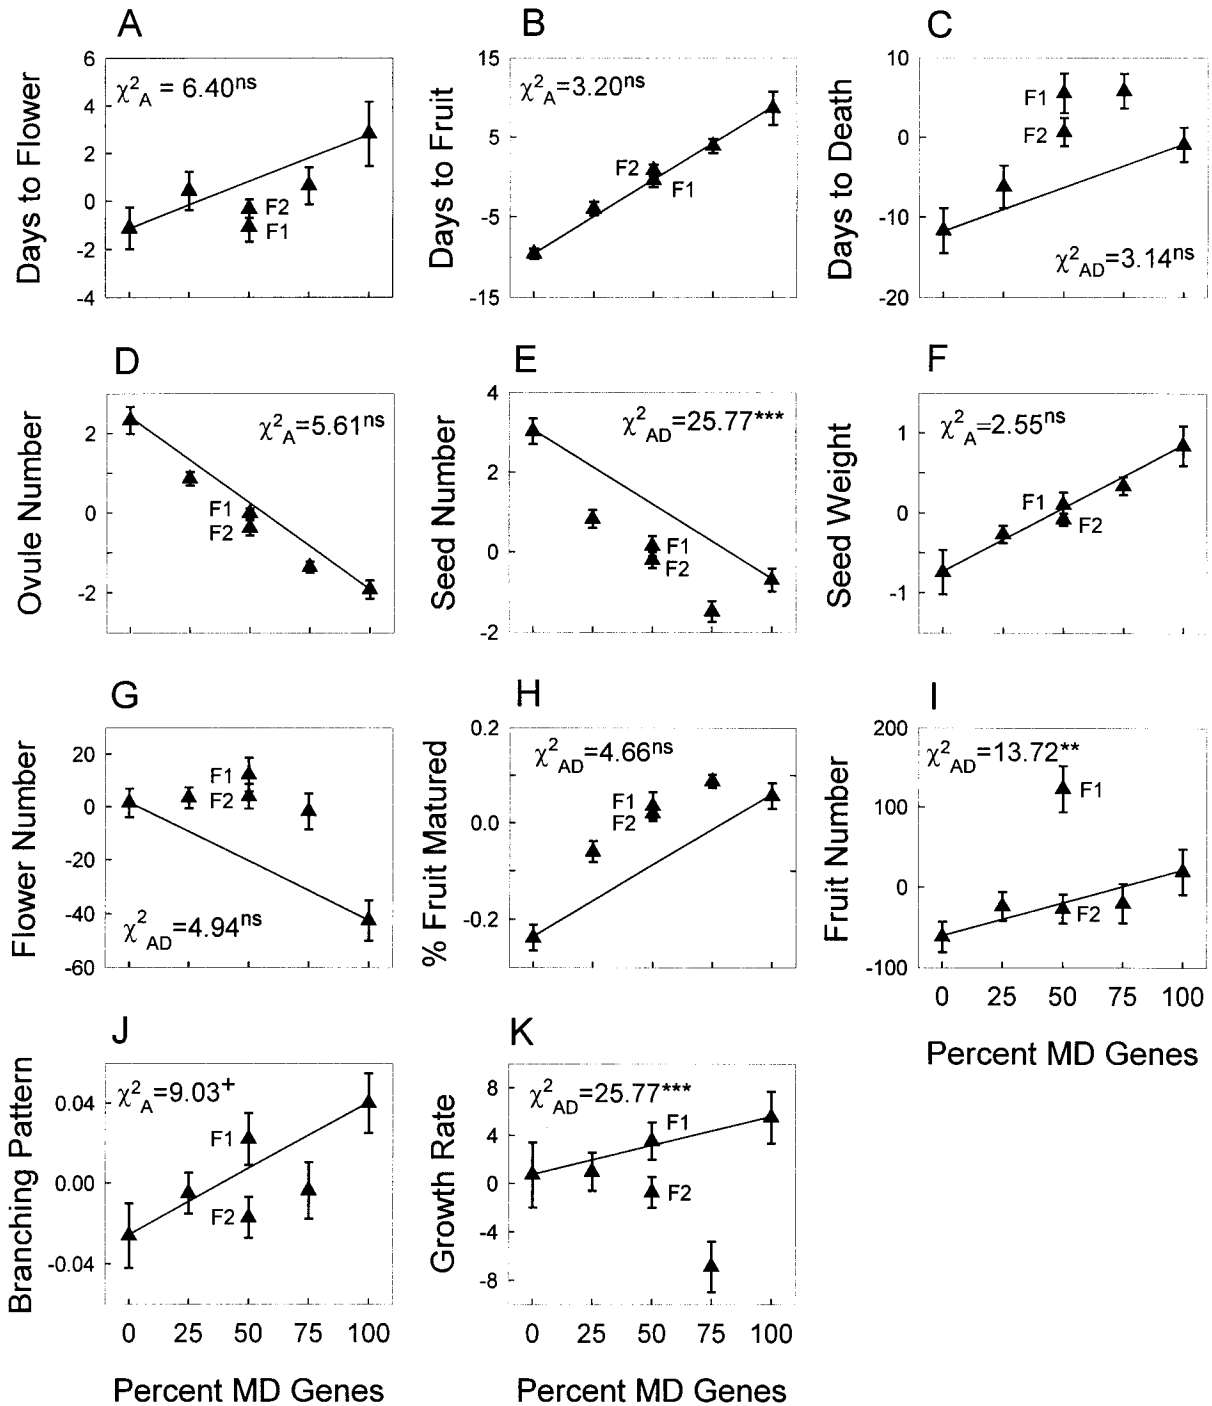 A
Days to Flower
6
4
2
0
-2
-4
χ²A = 6.40ns
F2
F1
B
Days to Fruit
15
5
-5
-15
χ²A=3.20ns
F2
F1
C
Days to Death
10
0
-10
-20
F1
F2
χ²AD=3.14ns
D
Ovule Number
2
0
-2
χ²A=5.61ns
F1
F2
E
Seed Number
4
2
0
-2
χ²AD=25.77***
F1
F2
F
Seed Weight
1
0
-1
χ²A=2.55ns
F1
F2
G
Flower Number
20
0
-20
-40
-60
F1
F2
χ²AD=4.94ns
H
% Fruit Matured
0.2
0.0
-0.2
χ²AD=4.66ns
F1
F2
I
Fruit Number
200
100
0
-100
χ²AD=13.72**
F1
F2
0 25 50 75 100
Percent MD Genes
J
Branching Pattern
0.04
0.00
-0.04
χ²A=9.03+
F1
F2
0 25 50 75 100
Percent MD Genes
K
Growth Rate
8
4
0
-4
-8
χ²AD=25.77***
F1
F2
0 25 50 75 100
Percent MD Genes